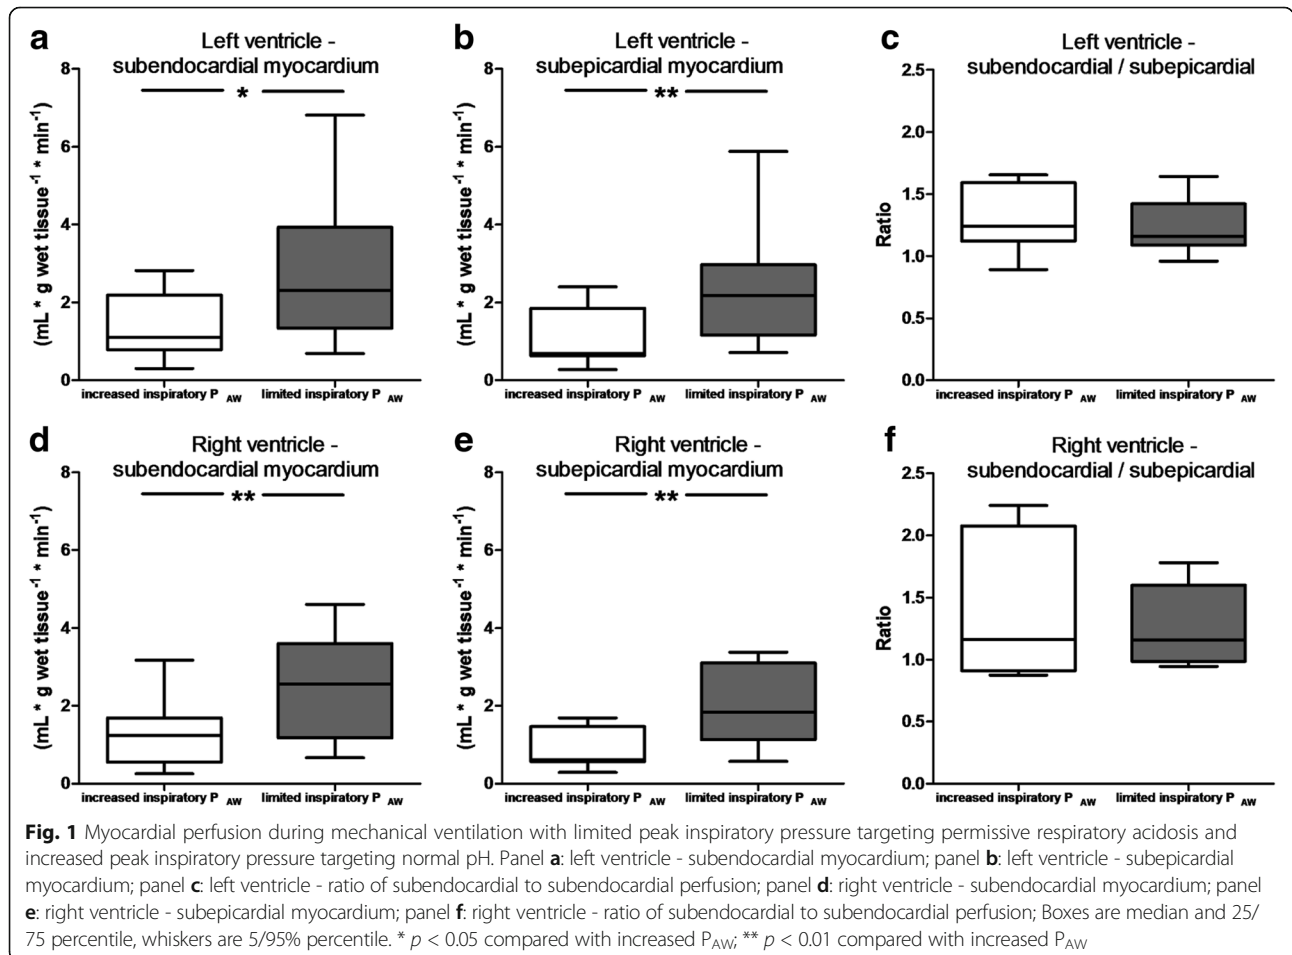 a
Left ventricle -
subendocardial myocardium
8
6
4
2
0
(mL * g wet tissue⁻¹ * min⁻¹)
*
increased inspiratory P AW
limited inspiratory P AW
b
Left ventricle -
subepicardial myocardium
8
6
4
2
0
(mL * g wet tissue⁻¹ * min⁻¹)
**
increased inspiratory P AW
limited inspiratory P AW
c
Left ventricle -
subendocardial / subepicardial
2.5
2.0
1.5
1.0
0.5
0.0
Ratio
increased inspiratory P AW
limited inspiratory P AW
d
Right ventricle -
subendocardial myocardium
8
6
4
2
0
(mL * g wet tissue⁻¹ * min⁻¹)
**
increased inspiratory P AW
limited inspiratory P AW
e
Right ventricle -
subepicardial myocardium
8
6
4
2
0
(mL * g wet tissue⁻¹ * min⁻¹)
**
increased inspiratory P AW
limited inspiratory P AW
f
Right ventricle -
subendocardial / subepicardial
2.5
2.0
1.5
1.0
0.5
0.0
Ratio
increased inspiratory P AW
limited inspiratory P AW
Fig. 1 Myocardial perfusion during mechanical ventilation with limited peak inspiratory pressure targeting permissive respiratory acidosis and
increased peak inspiratory pressure targeting normal pH. Panel a: left ventricle - subendocardial myocardium; panel b: left ventricle - subepicardial
myocardium; panel c: left ventricle - ratio of subendocardial to subendocardial perfusion; panel d: right ventricle - subendocardial myocardium; panel
e: right ventricle - subepicardial myocardium; panel f: right ventricle - ratio of subendocardial to subendocardial perfusion; Boxes are median and 25/
75 percentile, whiskers are 5/95% percentile. * p < 0.05 compared with increased PAW; ** p < 0.01 compared with increased PAW